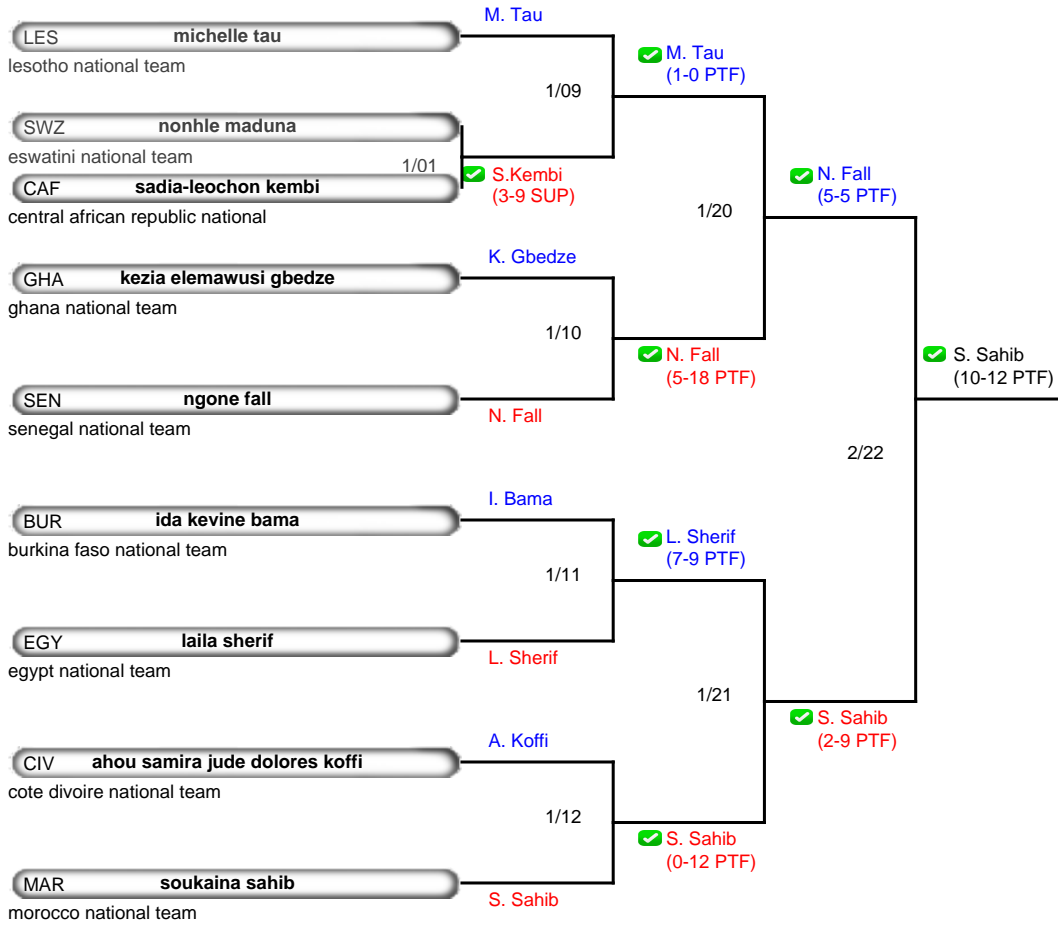 M. Tau
LES michelle tau
lesotho national team
M. Tau
(1-0 PTF)
1/09
SWZ nonhle maduna
eswatini national team
1/01
S.Kembi
(3-9 SUP)
CAF sadia-leochon kembi
central african republic national
N. Fall
(5-5 PTF)
1/20
K. Gbedze
GHA kezia elemawusi gbedze
ghana national team
1/10
N. Fall
(5-18 PTF)
S. Sahib
(10-12 PTF)
SEN ngone fall
senegal national team
N. Fall
2/22
I. Bama
BUR ida kevine bama
burkina faso national team
L. Sherif
(7-9 PTF)
1/11
EGY laila sherif
egypt national team
L. Sherif
1/21
S. Sahib
(2-9 PTF)
A. Koffi
CIV ahou samira jude dolores koffi
cote divoire national team
1/12
S. Sahib
(0-12 PTF)
MAR soukaina sahib
morocco national team
S. Sahib